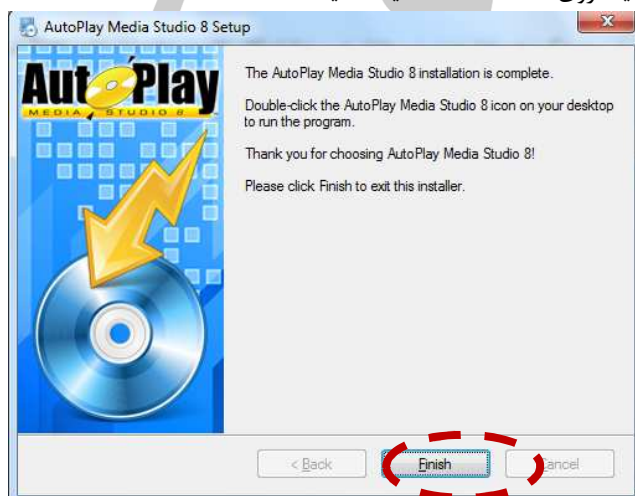 AutoPlay Media Studio 8 Setup
AutoPlay
MEDIA STUDIO 8
The AutoPlay Media Studio 8 installation is complete.
Double-click the AutoPlay Media Studio 8 icon on your desktop
to run the program.
Thank you for choosing AutoPlay Media Studio 8!
Please click Finish to exit this installer.
< Back
Finish
Cancel